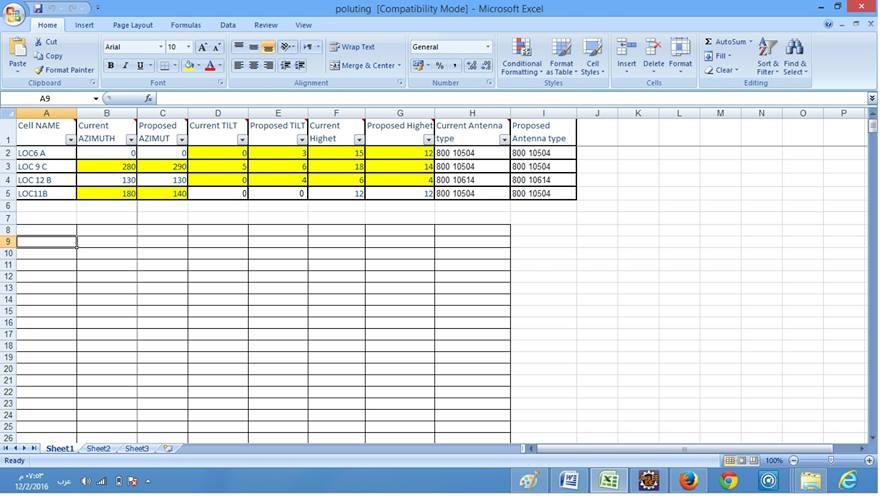 poluting [Compatibility Mode] - Microsoft Excel
Home Insert Page Layout Formulas Data Review View
Cut
Copy
Format Painter
Paste
Clipboard
Arial 10
B I U
Font
Wrap Text
Merge & Center
Alignment
General
Number
Conditional Formatting
Format as Table
Cell Styles
Styles
Insert Delete Format
Cells
AutoSum
Fill
Clear
Sort & Filter
Find & Select
Editing
A9 fx
A B C D E F G H I J K L M N O P
1 Cell NAME Current AZIMUTH Proposed AZIMUT Current TILT Proposed TILT Current Highet Proposed Highet Current Antenna type Proposed Antenna type
2 LOC6 A 0 0 0 3 15 12 800 10504 800 10504
3 LOC 9 C 280 290 5 6 18 14 800 10504 800 10504
4 LOC 12 B 130 130 0 4 6 4 800 10614 800 10614
5 LOC11B 180 140 0 0 12 12 800 10504 800 10504
6
7
8
9
10
11
12
13
14
15
16
17
18
19
20
21
22
23
24
25
26
Sheet1 Sheet2 Sheet3
Ready 100%
عرب
م ٠٧:٥٣
12/2/2016